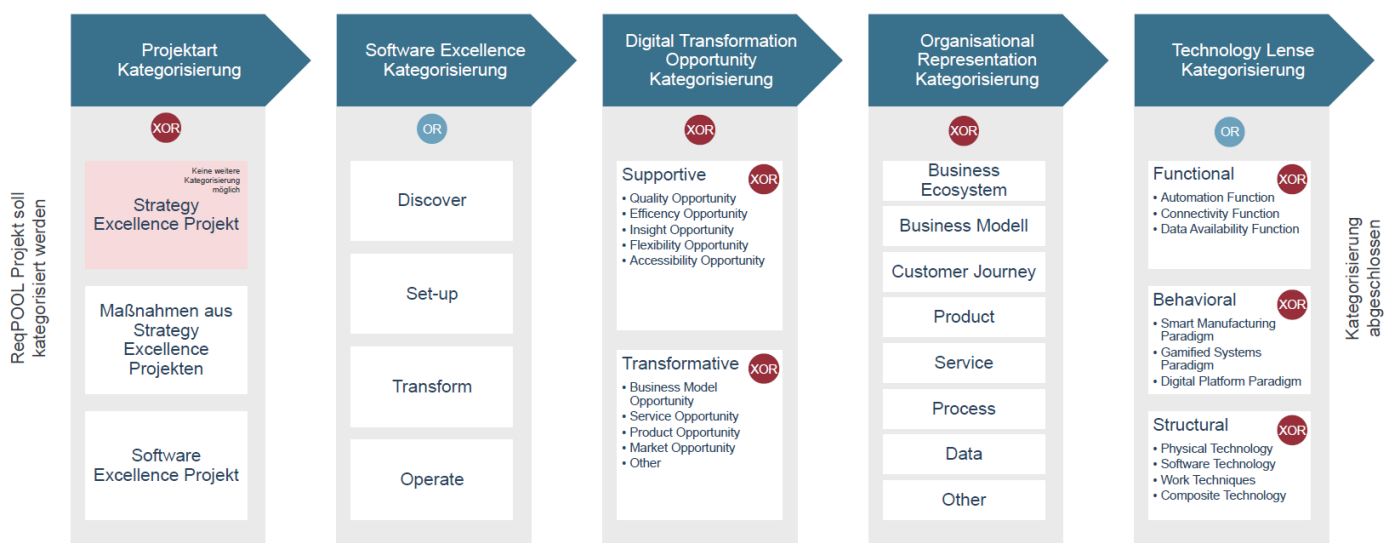 ReqPOOL Projekt soll
kategorisiert werden
Projektart
Kategorisierung
XOR
Keine weitere
Kategorisierung
möglich
Strategy
Excellence Projekt
Maßnahmen aus
Strategy
Excellence
Projekten
Software
Excellence Projekt
Software Excellence
Kategorisierung
OR
Discover
Set-up
Transform
Operate
Digital Transformation
Opportunity
Kategorisierung
XOR
Supportive
XOR
• Quality Opportunity
• Efficency Opportunity
• Insight Opportunity
• Flexibility Opportunity
• Accessibility Opportunity
Transformative
XOR
• Business Model
Opportunity
• Service Opportunity
• Product Opportunity
• Market Opportunity
• Other
Organisational
Representation
Kategorisierung
XOR
Business
Ecosystem
Business Modell
Customer Journey
Product
Service
Process
Data
Other
Technology Lense
Kategorisierung
OR
Functional
XOR
• Automation Function
• Connectivity Function
• Data Availability Function
Behavioral
XOR
• Smart Manufacturing
Paradigm
• Gamified Systems
Paradigm
• Digital Platform Paradigm
Structural
XOR
• Physical Technology
• Software Technology
• Work Techniques
• Composite Technology
Kategorisierung
abgeschlossen